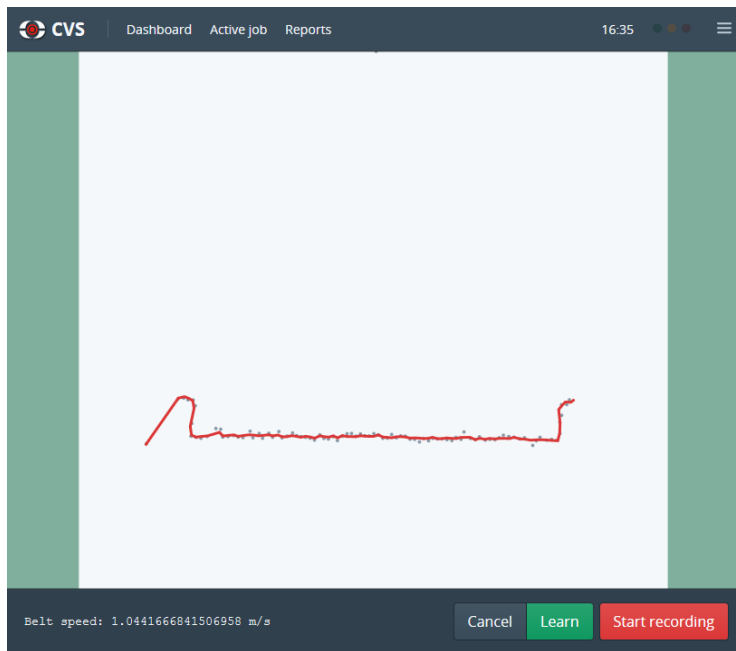 CVS Dashboard Active job Reports 16:35
Belt speed: 1.0441666841506958 m/s Cancel Learn Start recording